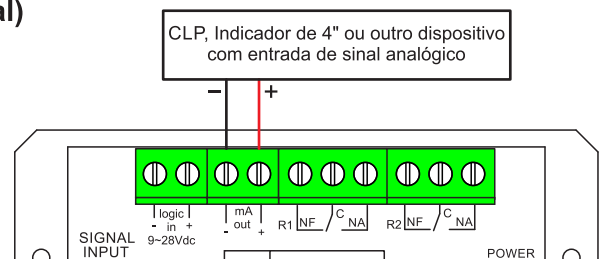 al)
CLP, Indicador de 4" ou outro dispositivo
com entrada de sinal analógico
− +
logic
- in +
9~28Vdc
mA
- out +
R1 NF C NA
R2 NF C NA
SIGNAL
INPUT
POWER